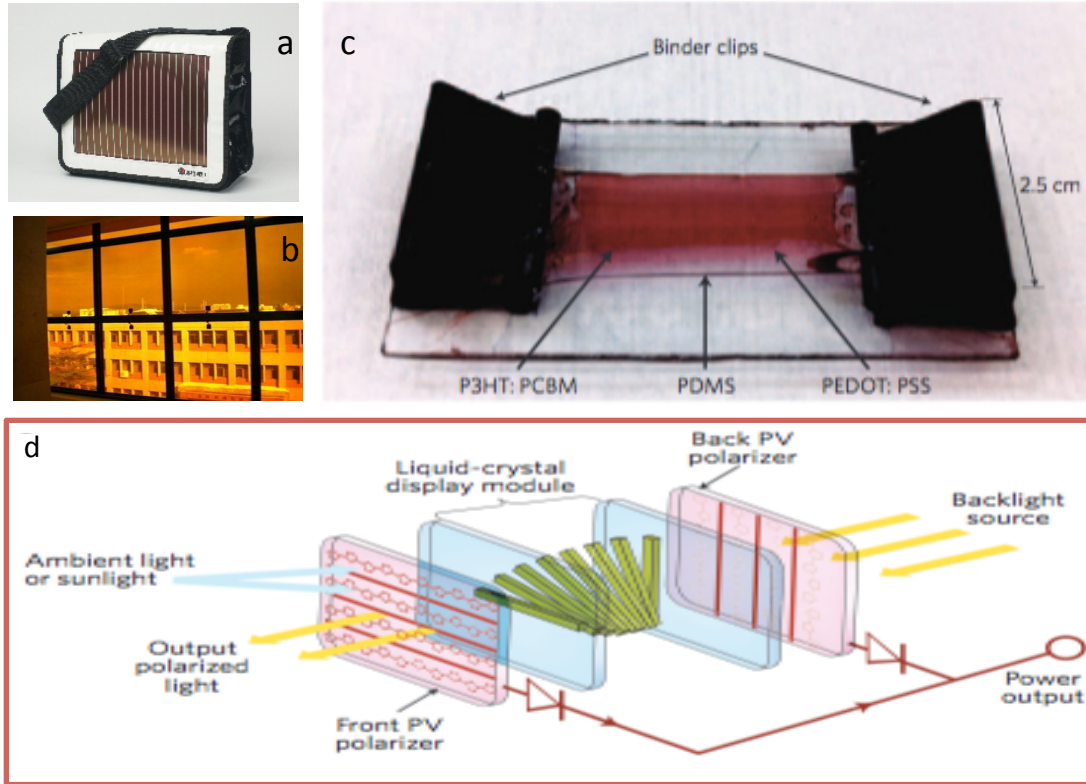 a
b
c
Binder clips
2.5 cm
P3HT: PCBM
PDMS
PEDOT: PSS
d
Back PV
polarizer
Liquid-crystal
display module
Backlight
source
Ambient light
or sunlight
Output
polarized
light
Front PV
polarizer
Power
output